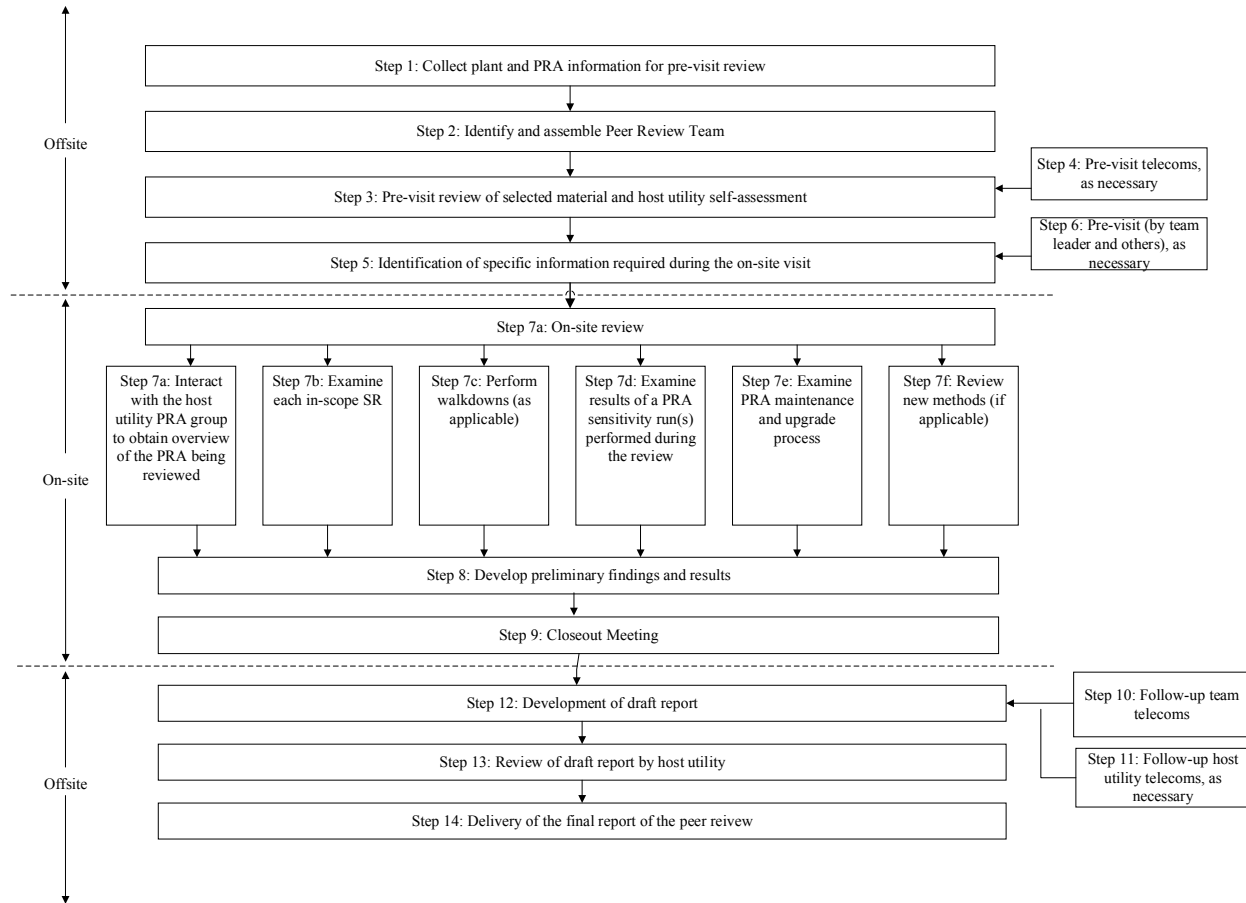 Step 1: Collect plant and PRA information for pre-visit review
Step 2: Identify and assemble Peer Review Team
Offsite
Step 4: Pre-visit telecoms,
as necessary
Step 3: Pre-visit review of selected material and host utility self-assessment
Step 6: Pre-visit (by team
leader and others), as
necessary
Step 5: Identification of specific information required during the on-site visit
Step 7a: On-site review
Step 7a: Interact
with the host
utility PRA group
to obtain overview
of the PRA being
reviewed
Step 7b: Examine
each in-scope SR
Step 7c: Perform
walkdowns (as
applicable)
Step 7d: Examine
results of a PRA
sensitivity run(s)
performed during
the review
Step 7e: Examine
PRA maintenance
and upgrade
process
Step 7f: Review
new methods (if
applicable)
On-site
Step 8: Develop preliminary findings and results
Step 9: Closeout Meeting
Step 12: Development of draft report
Step 10: Follow-up team
telecoms
Step 13: Review of draft report by host utility
Step 11: Follow-up host
utility telecoms, as
necessary
Offsite
Step 14: Delivery of the final report of the peer reivew